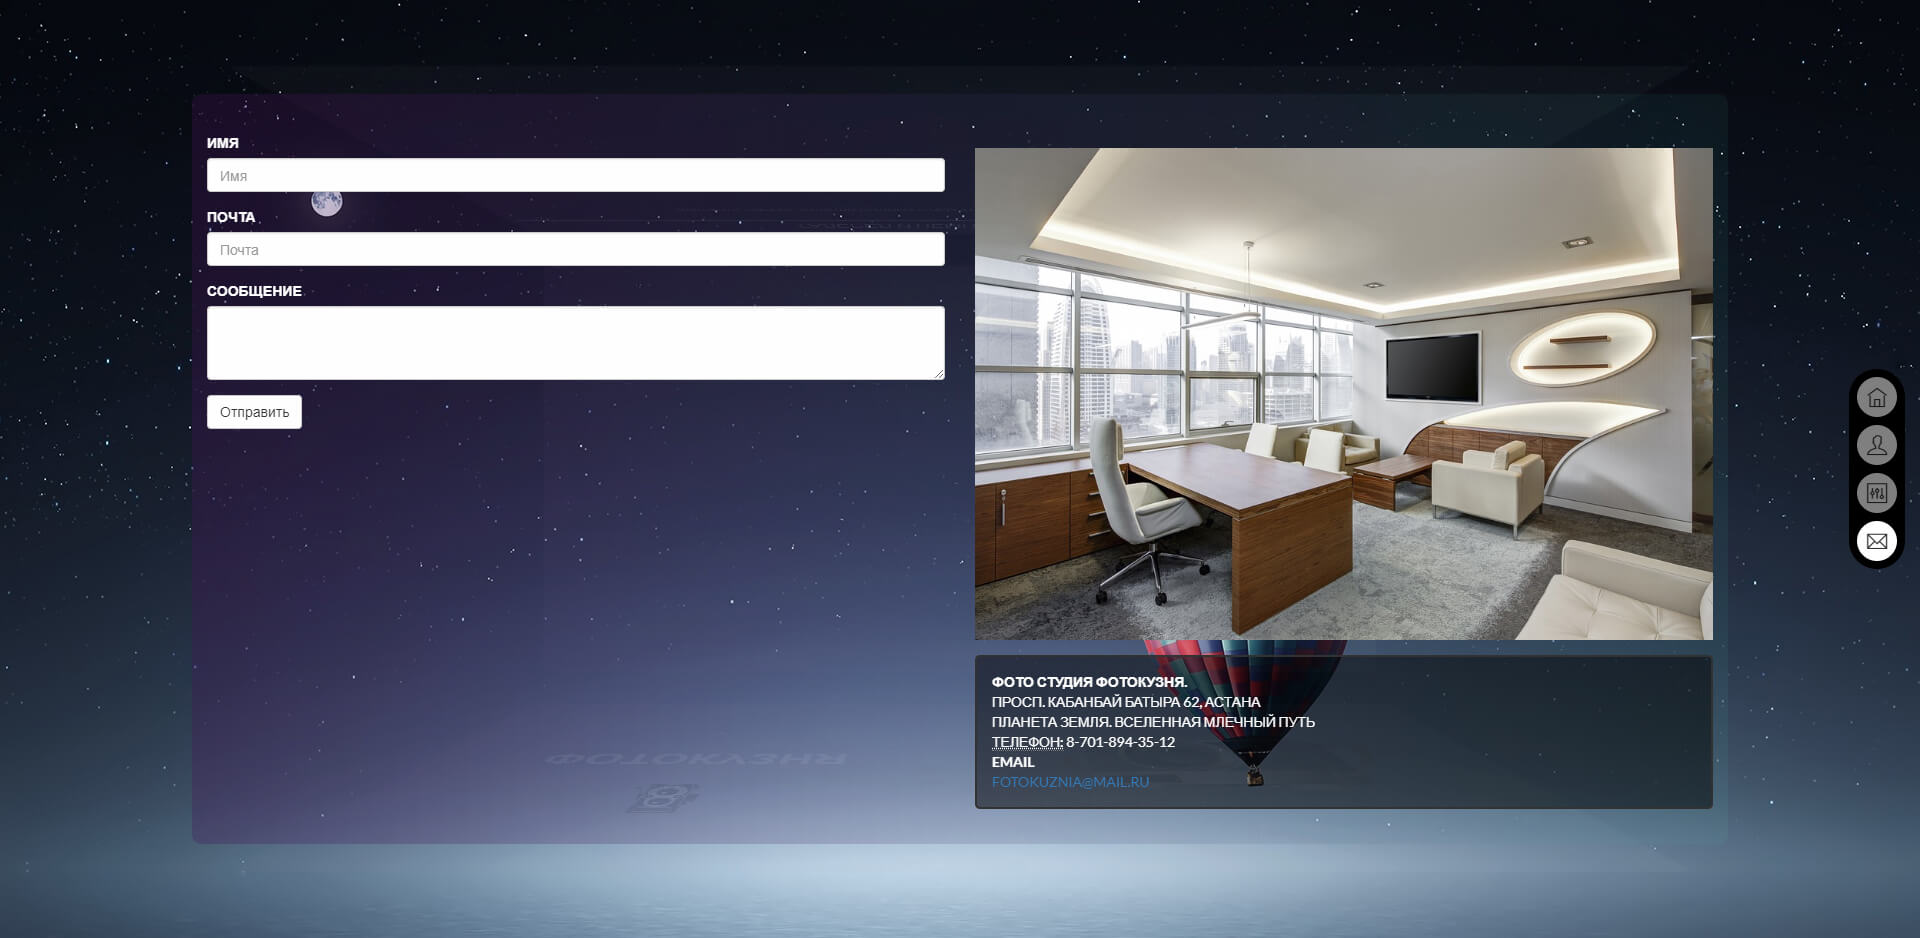 ИМЯ
Имя
ПОЧТА
Почта
СООБЩЕНИЕ
Отправить
ФОТО СТУДИЯ ФОТОКУЗНЯ.
ПРОСП. КАБАНБАЙ БАТЫРА 62, АСТАНА
ПЛАНЕТА ЗЕМЛЯ. ВСЕЛЕННАЯ МЛЕЧНЫЙ ПУТЬ
ТЕЛЕФОН: 8-701-894-35-12
EMAIL
FOTOKUZNIA@MAIL.RU
ФОТОКУЗНЯ